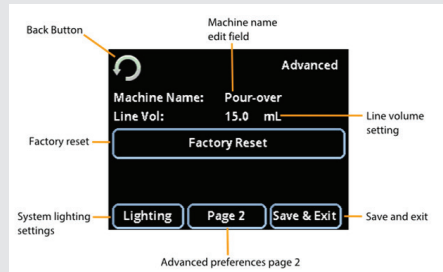 Back Button
Machine name
edit field
Advanced
Machine Name: Pour-over
Line Vol: 15.0 mL
Line volume
setting
Factory reset
Factory Reset
System lighting
settings
Lighting
Page 2
Save & Exit
Save and exit
Advanced preferences page 2